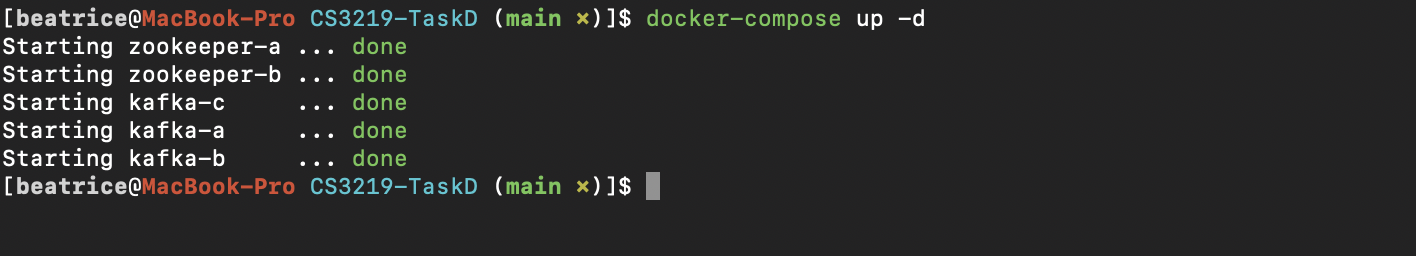 [beatrice@MacBook-Pro CS3219-TaskD (main ×)]$ docker-compose up -d
Starting zookeeper-a ... done
Starting zookeeper-b ... done
Starting kafka-c     ... done
Starting kafka-a     ... done
Starting kafka-b     ... done
[beatrice@MacBook-Pro CS3219-TaskD (main ×)]$